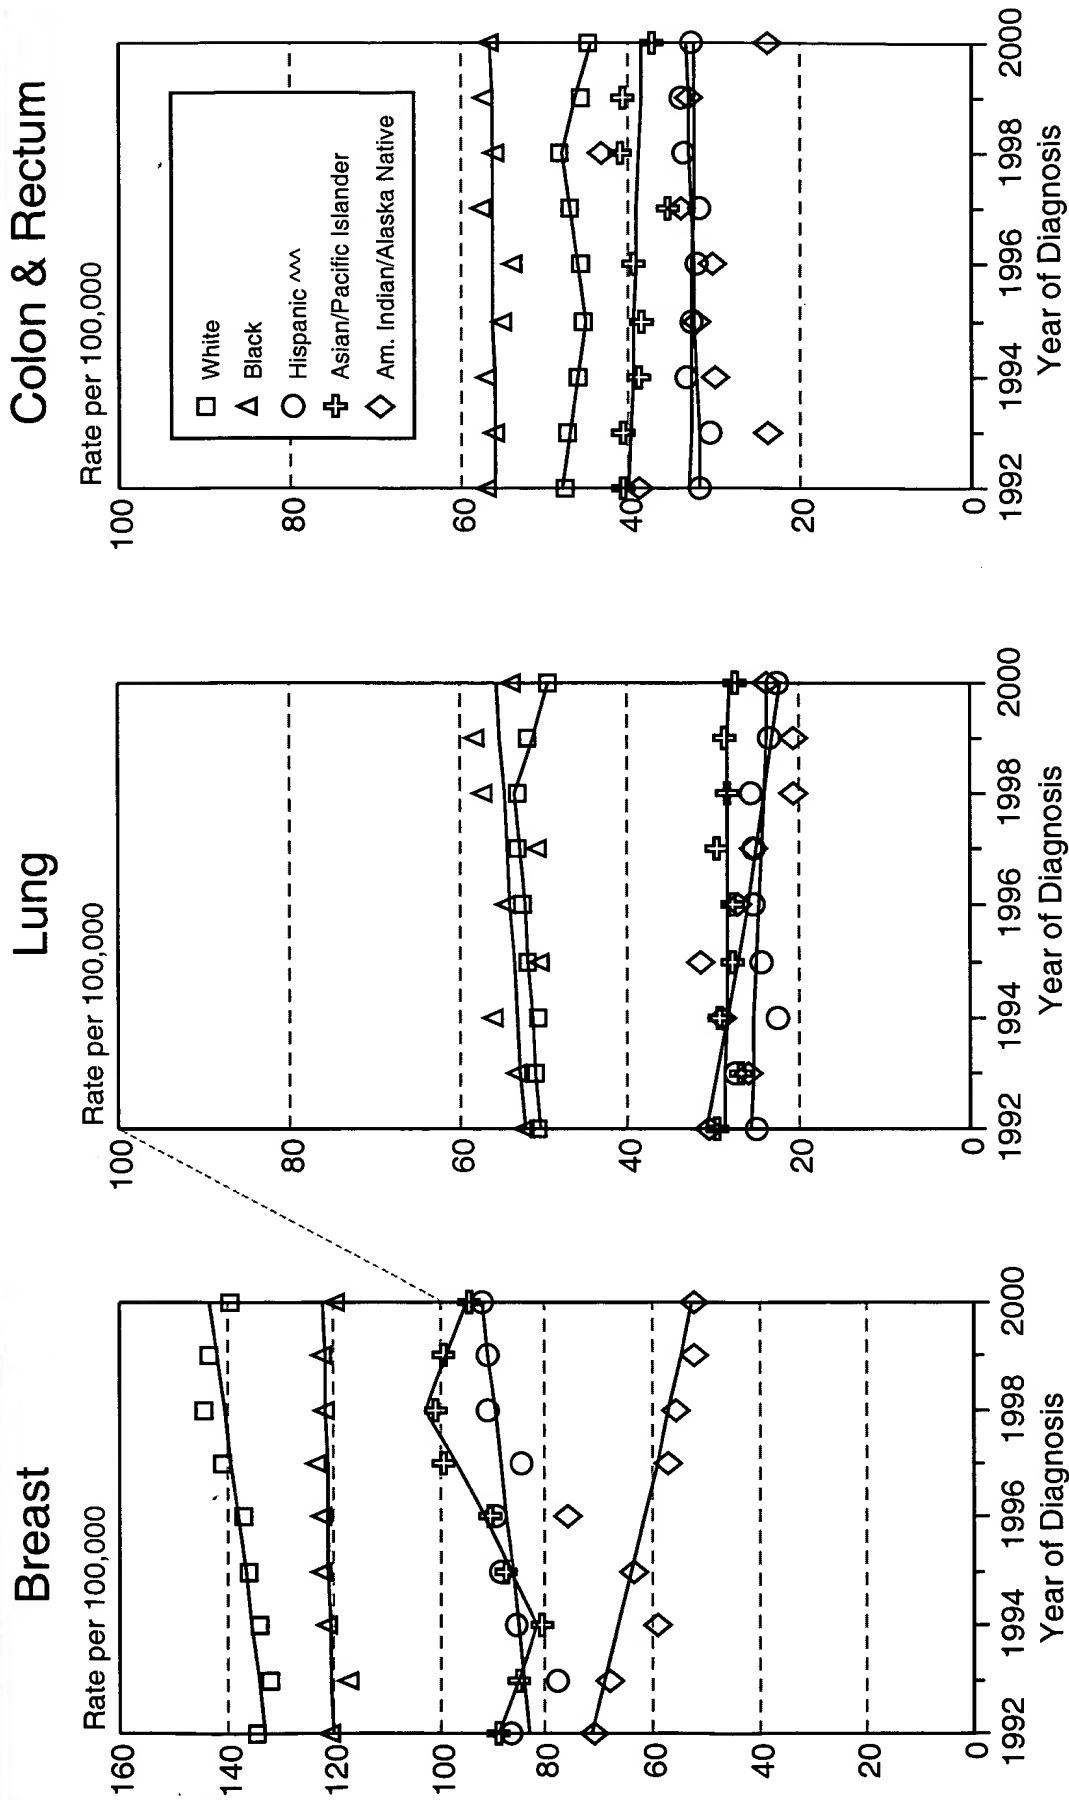 Breast
Rate per 100,000
160
140
120
100
80
60
40
20
0
1992
1994
1996
1998
2000
Year of Diagnosis
Lung
Rate per 100,000
100
80
60
40
20
0
1992
1994
1996
1998
2000
Year of Diagnosis
Colon & Rectum
Rate per 100,000
100
80
60
40
20
0
1992
1994
1996
1998
2000
Year of Diagnosis
White
Black
Hispanic ^^^
Asian/Pacific Islander
Am. Indian/Alaska Native